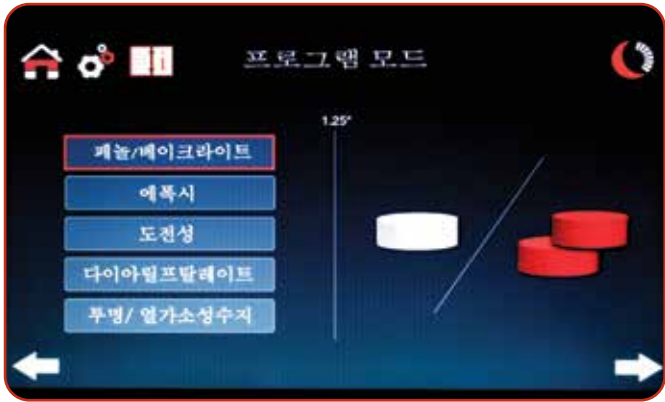 프로그램 모드
1.25"
페놀/베이크라이트
에폭시
도전성
다이아릴프탈레이트
투명/ 열가소성수지